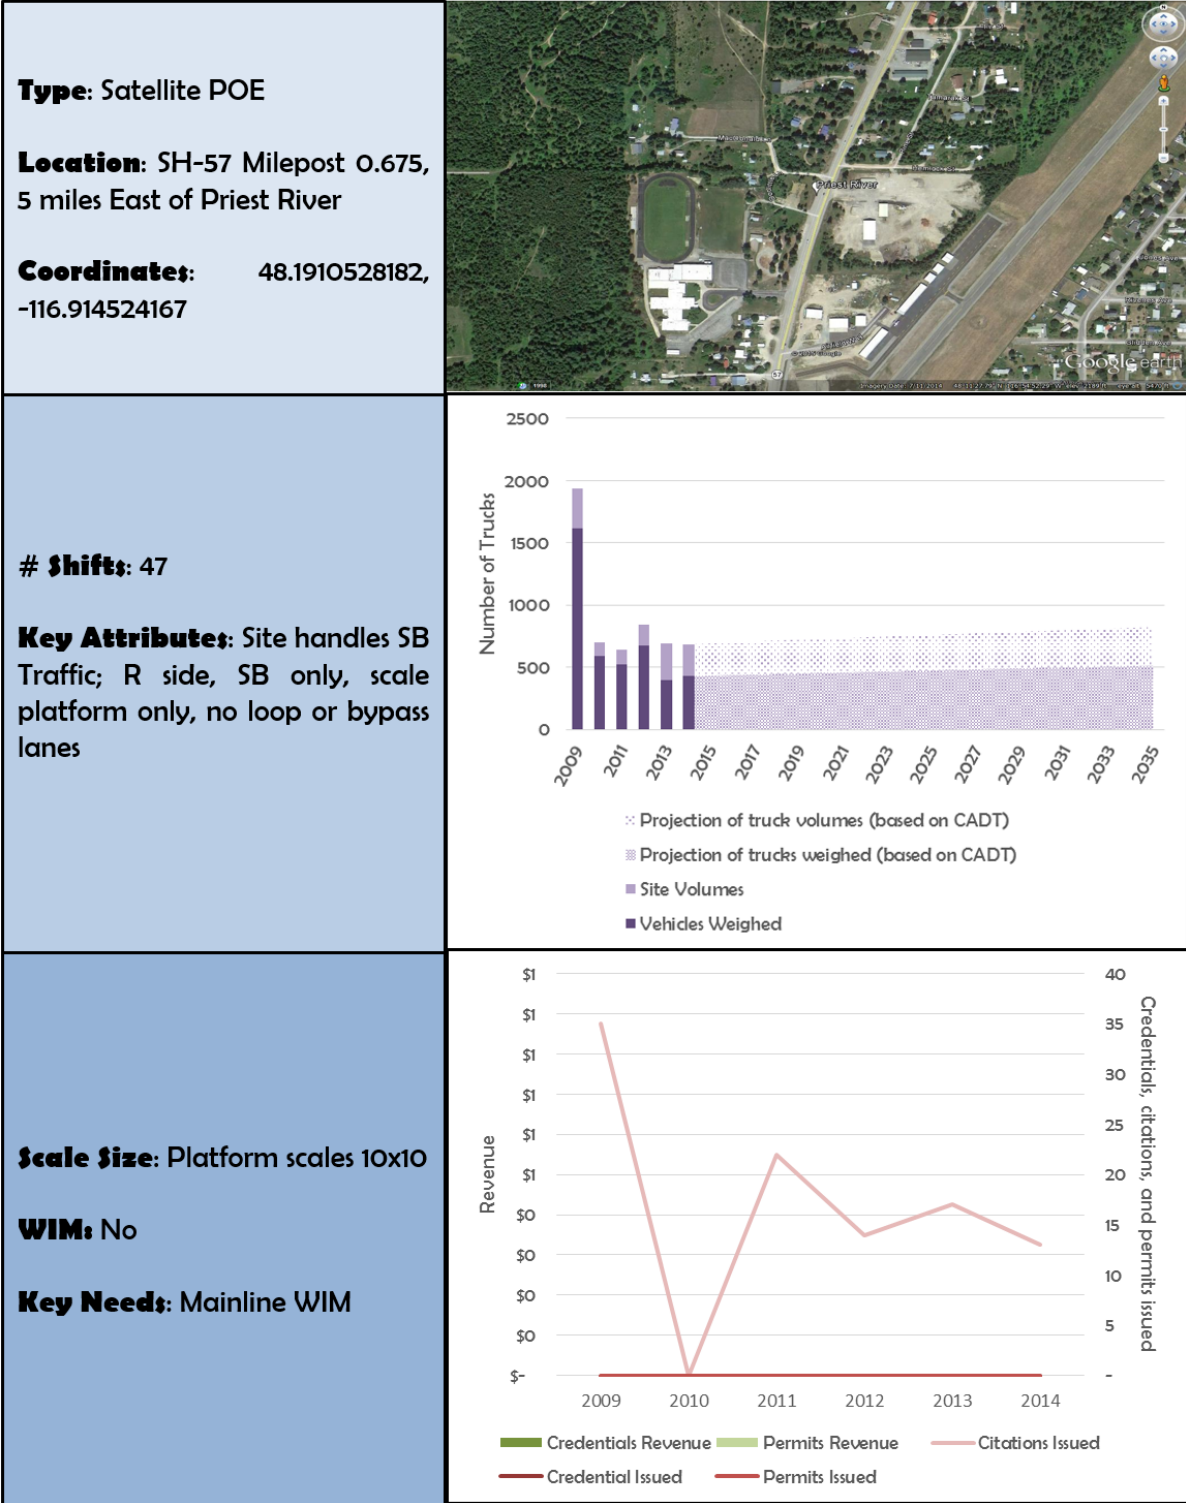 Type: Satellite POE
Location: SH-57 Milepost 0.675,
5 miles East of Priest River
Coordinates: 48.1910528182,
-116.914524167
Priest River
Google earth
1998
Imagery Date: 7/11/2014
57
# Shifts: 47
Key Attributes: Site handles SB
Traffic; R side, SB only, scale
platform only, no loop or bypass
lanes
Number of Trucks
2500
2000
1500
1000
500
0
2009
2011
2013
2015
2017
2019
2021
2023
2025
2027
2029
2031
2033
2035
Projection of truck volumes (based on CADT)
Projection of trucks weighed (based on CADT)
Site Volumes
Vehicles Weighed
Scale Size: Platform scales 10x10
WIM: No
Key Needs: Mainline WIM
Revenue
$1
$1
$1
$1
$1
$1
$0
$0
$0
$0
$-
40
35
30
25
20
15
10
5
-
Credentials, citations, and permits issued
2009 2010 2011 2012 2013 2014
Credentials Revenue Permits Revenue Citations Issued
Credential Issued Permits Issued